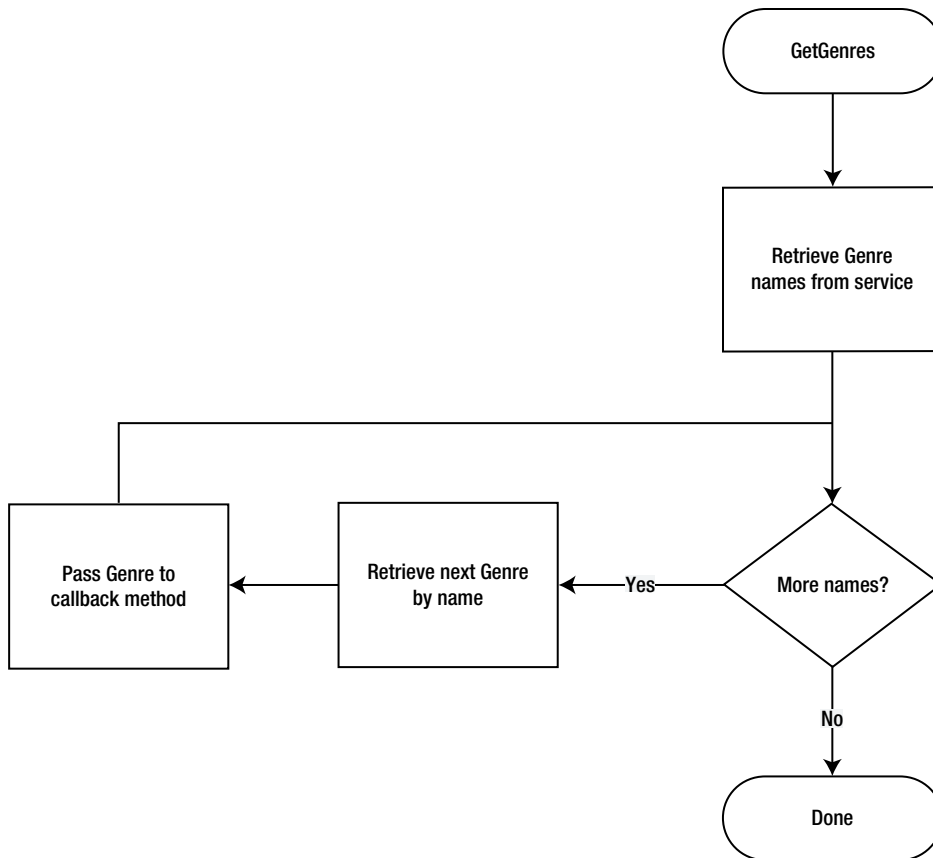 GetGenres
Retrieve Genre
names from service
Pass Genre to
callback method
Retrieve next Genre
by name
Yes
More names?
No
Done